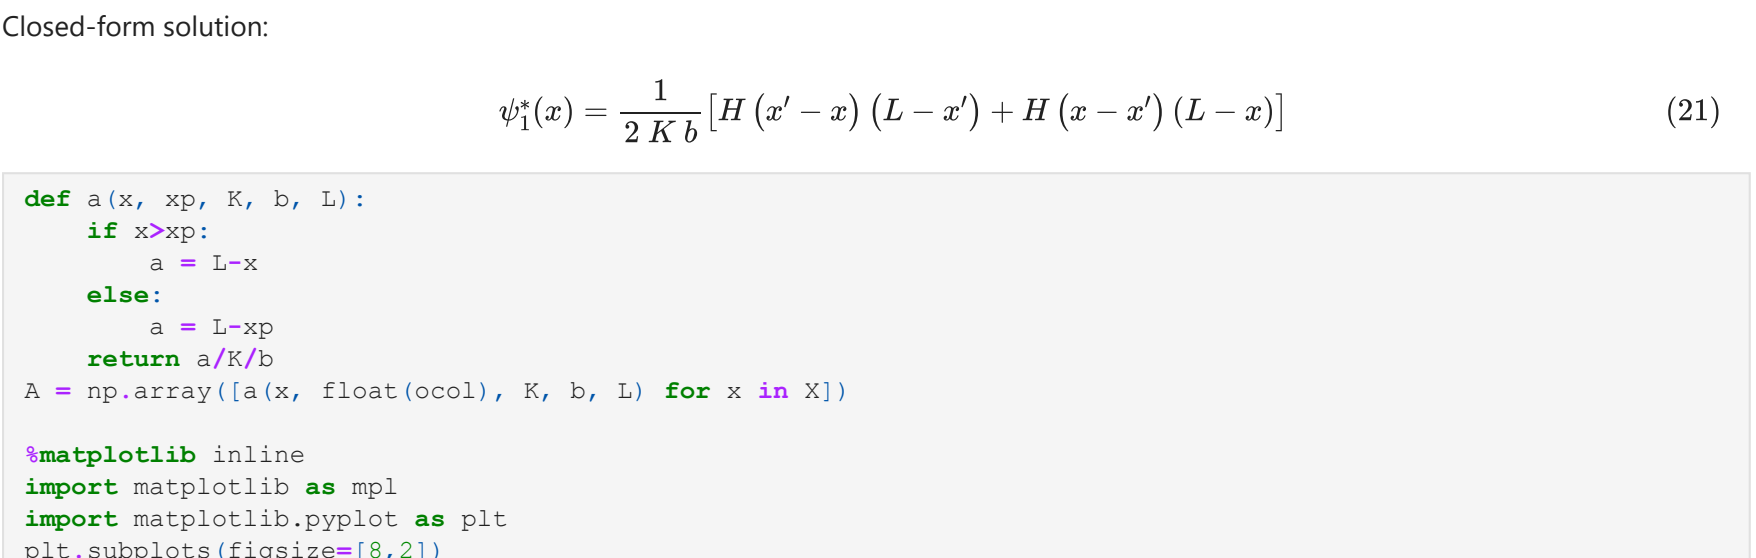 Closed-form solution:
ψ₁*(x) = 1 / (2 K b) [H (x′ − x) (L − x′) + H (x − x′) (L − x)] (21)
def a(x, xp, K, b, L):
    if x>xp:
        a = L-x
    else:
        a = L-xp
    return a/K/b
A = np.array([a(x, float(ocol), K, b, L) for x in X])
%matplotlib inline
import matplotlib as mpl
import matplotlib.pyplot as plt
plt.subplots(figsize=[8,2])